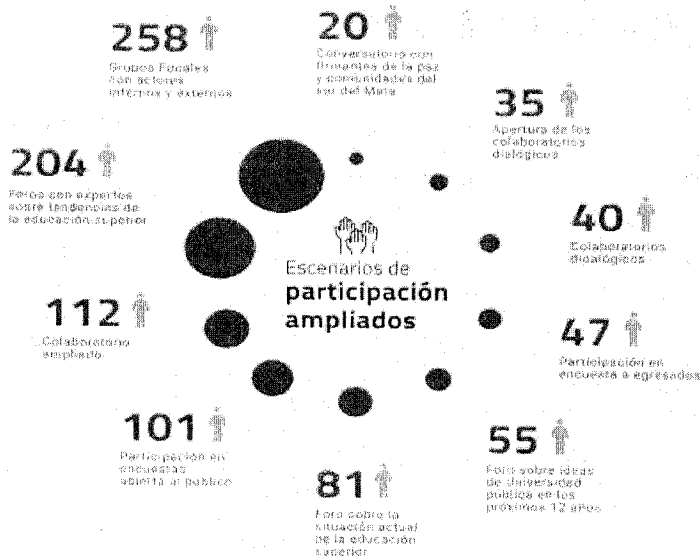 258
Grupos Focales
con actores
internos y externos
20
Conversatorio con
firmantes de la paz
y comunidades del
sur del Meta
35
Apertura de los
colaboratorios
dialógicos
204
Foros con expertos
sobre tendencias de
la educación superior
40
Colaboratorios
dioalógicos
Escenarios de
participación
ampliados
112
Colaboratorio
ampliado
47
Participación en
encuesta a egresados
101
Participación en
encuestas
abierta al público
55
Foro sobre ideas
de universidad
pública en los
próximos 12 años
81
Foro sobre la
situación actual
de la educación
superior